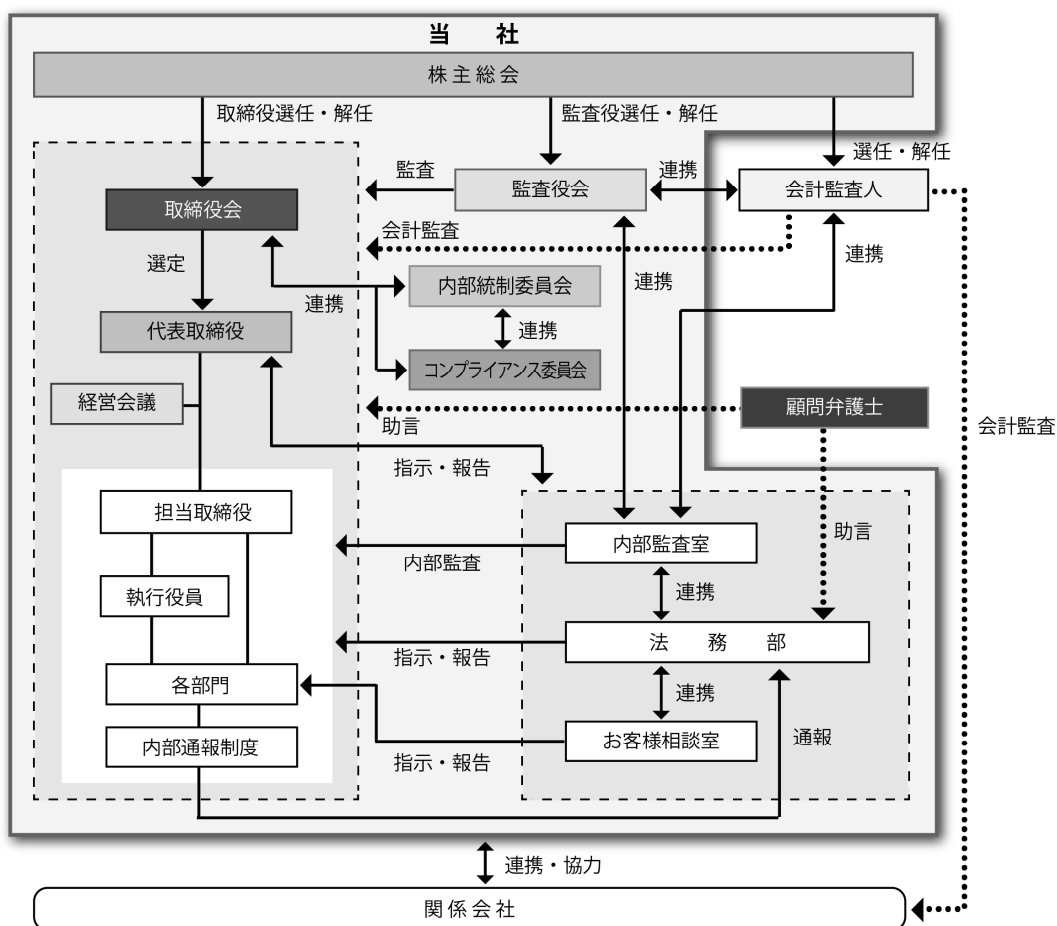 当　　社
株主総会
取締役選任・解任
監査役選任・解任
選任・解任
監査
監査役会
連携
会計監査人
取締役会
会計監査
連携
連携
選定
連携
内部統制委員会
連携
代表取締役
コンプライアンス委員会
経営会議
助言
顧問弁護士
会計監査
指示・報告
担当取締役
内部監査室
助言
内部監査
執行役員
連携
法　務　部
指示・報告
各部門
連携
内部通報制度
お客様相談室
通報
指示・報告
連携・協力
関係会社